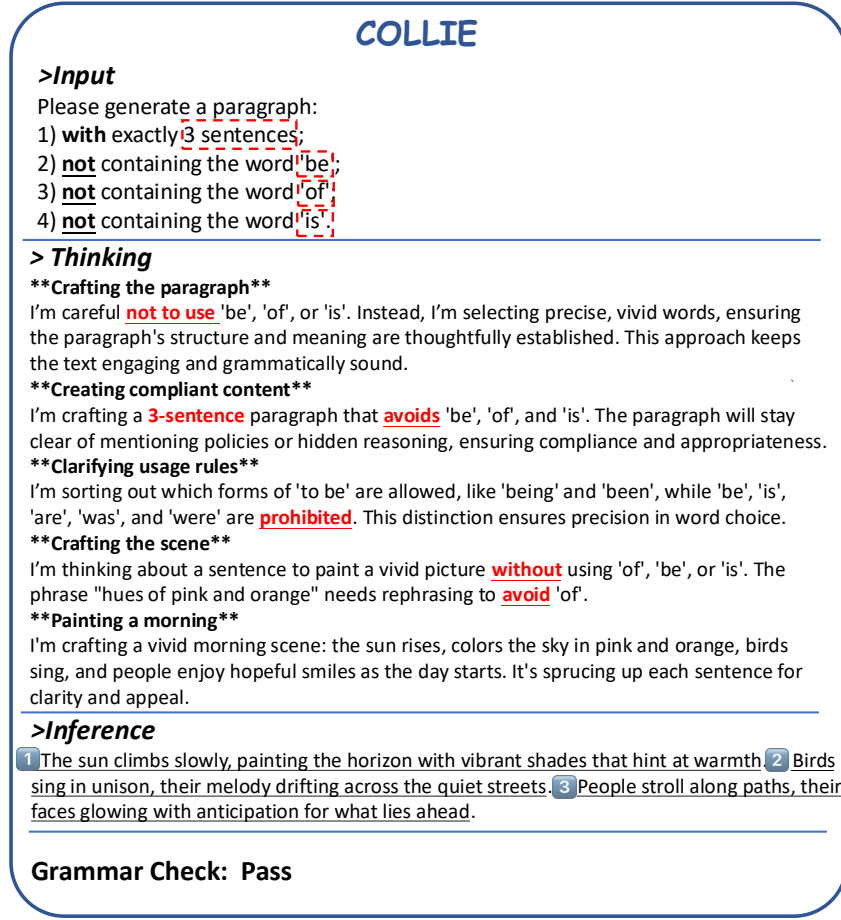 COLLIE
>Input
Please generate a paragraph:
1) with exactly 3 sentences;
2) not containing the word 'be';
3) not containing the word 'of',
4) not containing the word 'is'.
> Thinking
**Crafting the paragraph**
I'm careful not to use 'be', 'of', or 'is'. Instead, I'm selecting precise, vivid words, ensuring
the paragraph's structure and meaning are thoughtfully established. This approach keeps
the text engaging and grammatically sound.
**Creating compliant content**
I'm crafting a 3-sentence paragraph that avoids 'be', 'of', and 'is'. The paragraph will stay
clear of mentioning policies or hidden reasoning, ensuring compliance and appropriateness.
**Clarifying usage rules**
I'm sorting out which forms of 'to be' are allowed, like 'being' and 'been', while 'be', 'is',
'are', 'was', and 'were' are prohibited. This distinction ensures precision in word choice.
**Crafting the scene**
I'm thinking about a sentence to paint a vivid picture without using 'of', 'be', or 'is'. The
phrase "hues of pink and orange" needs rephrasing to avoid 'of'.
**Painting a morning**
I'm crafting a vivid morning scene: the sun rises, colors the sky in pink and orange, birds
sing, and people enjoy hopeful smiles as the day starts. It's sprucing up each sentence for
clarity and appeal.
>Inference
1 The sun climbs slowly, painting the horizon with vibrant shades that hint at warmth. 2 Birds
sing in unison, their melody drifting across the quiet streets. 3 People stroll along paths, their
faces glowing with anticipation for what lies ahead.
Grammar Check: Pass